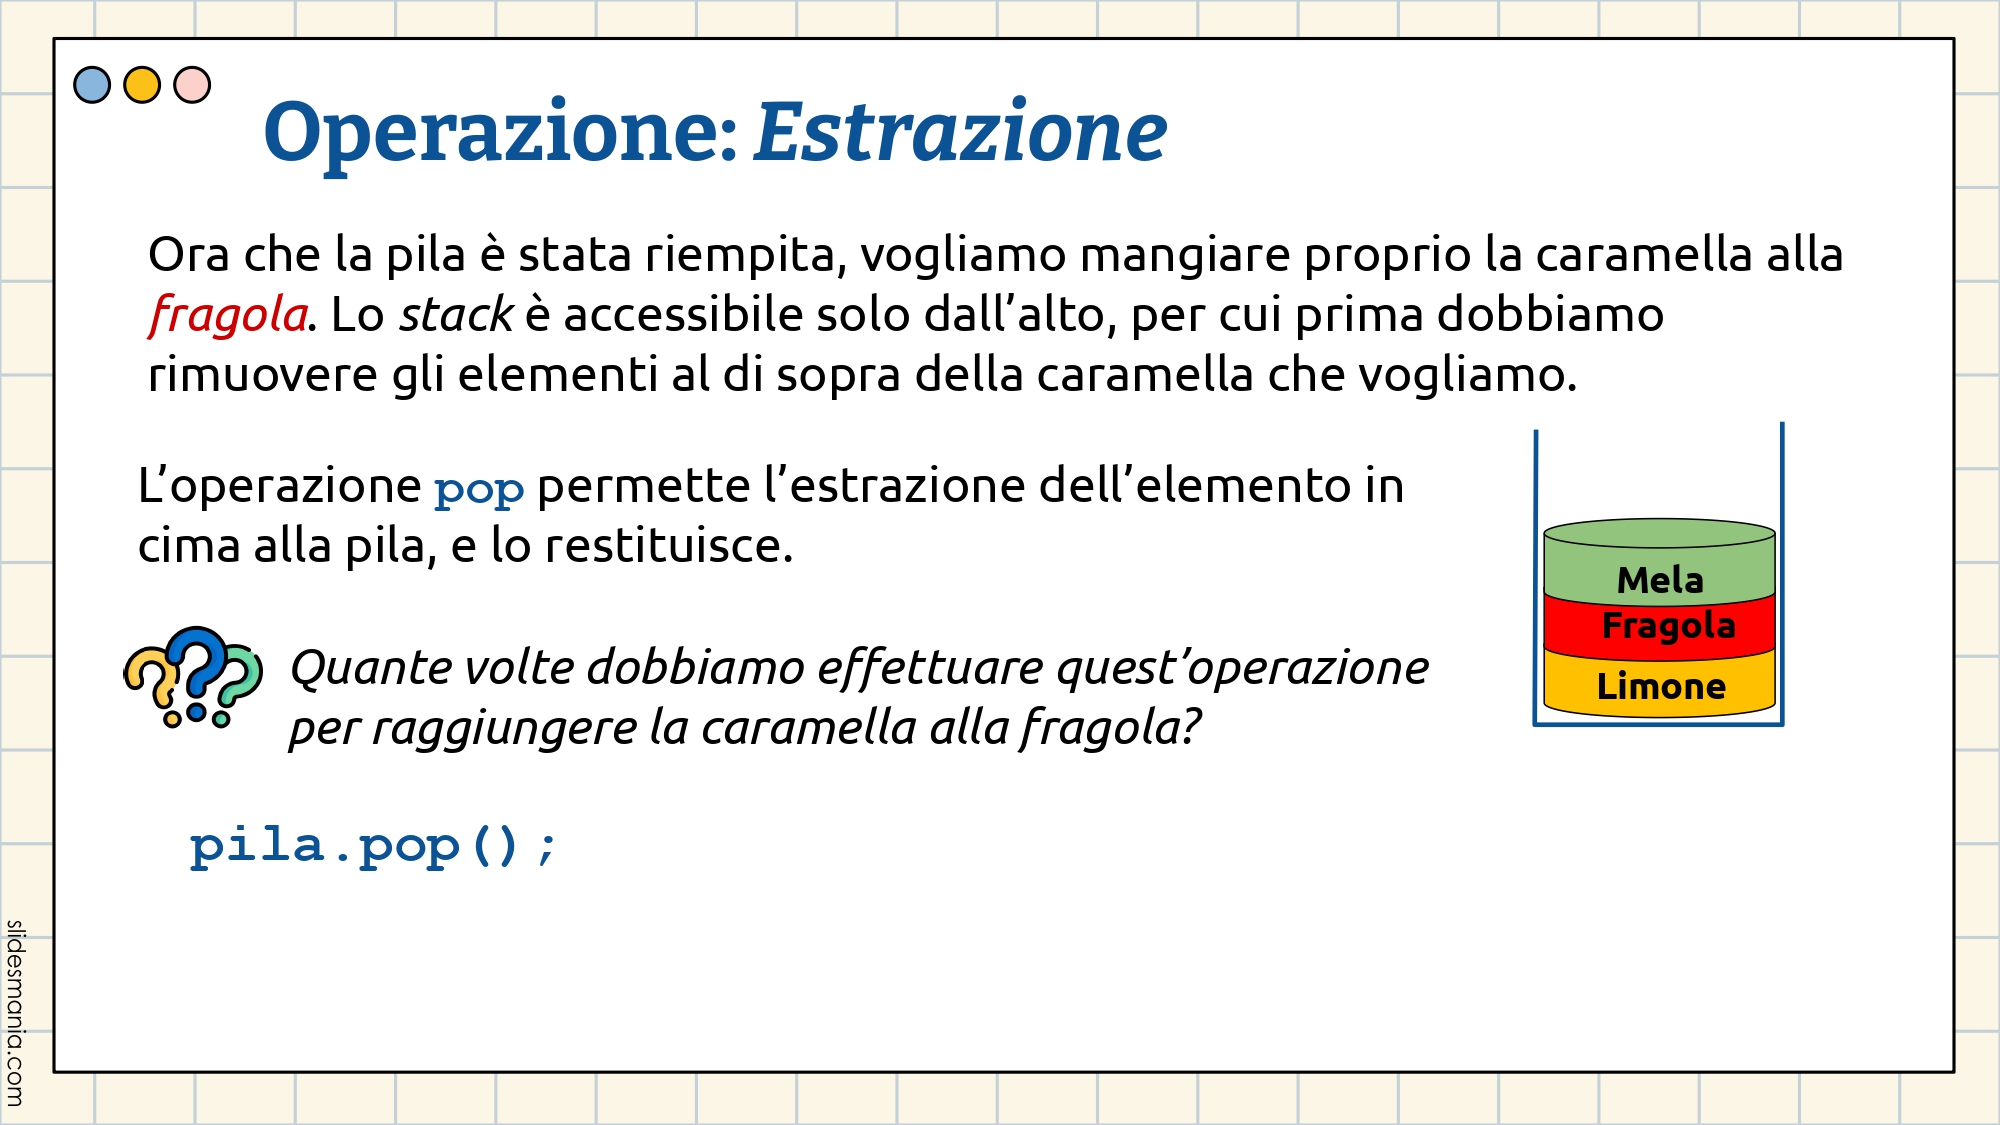 Operazione: Estrazione
Ora che la pila è stata riempita, vogliamo mangiare proprio la caramella alla
fragola. Lo stack è accessibile solo dall’alto, per cui prima dobbiamo
rimuovere gli elementi al di sopra della caramella che vogliamo.
L’operazione pop permette l’estrazione dell’elemento in
cima alla pila, e lo restituisce.
Mela
Fragola
Limone
Quante volte dobbiamo effettuare quest’operazione
per raggiungere la caramella alla fragola?
pila.pop();
slidesmania.com